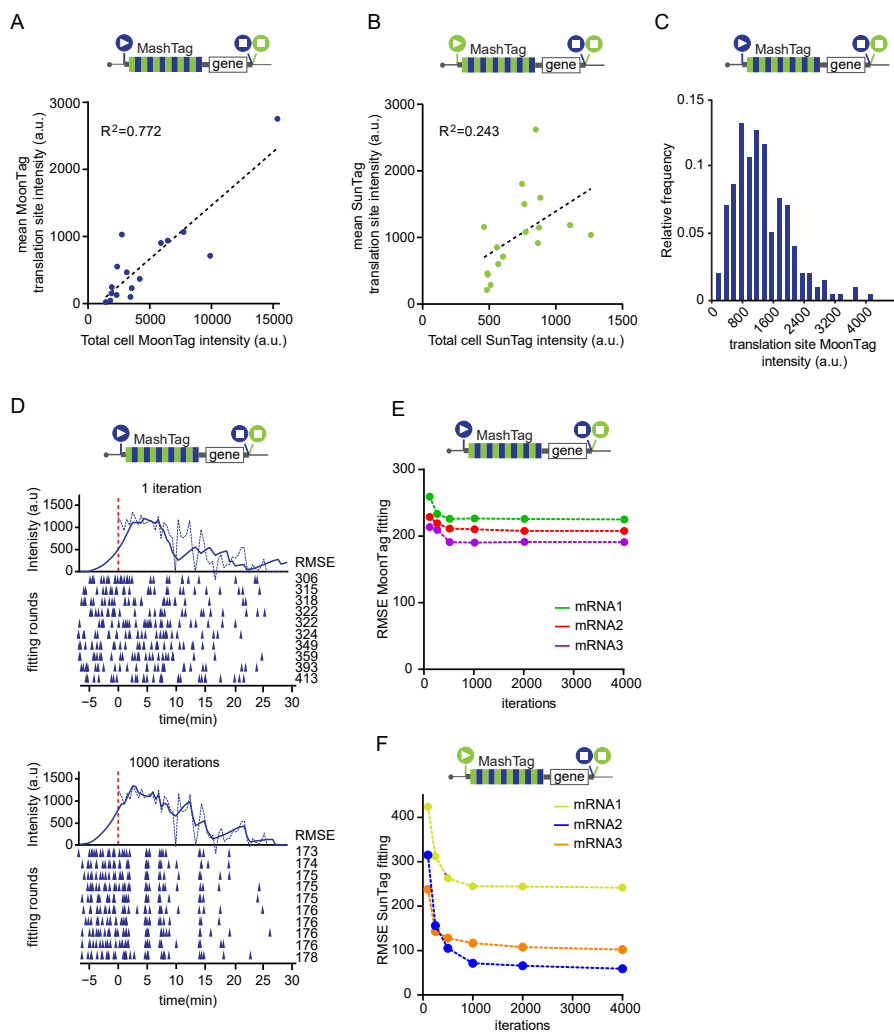 A
MashTag
gene
R²=0.772
3000
2000
1000
0
mean MoonTag
translation site intensity (a.u.)
0
5000
10000
15000
Total cell MoonTag intensity (a.u.)
B
MashTag
gene
R²=0.243
3000
2000
1000
0
mean SunTag
translation site intensity (a.u.)
0
500
1000
1500
Total cell SunTag intensity (a.u.)
C
MashTag
gene
0.15
0.1
0.05
0
Relative frequency
0
800
1600
2400
3200
4000
translation site MoonTag
intensity (a.u.)
D
MashTag
gene
1 iteration
1500
1000
500
0
Intenisty (a.u)
RMSE
306
315
318
322
322
324
349
359
393
413
fitting rounds
−5
0
5
10
15
20
25
30
time(min)
1000 iterations
1500
1000
500
0
Intenisty (a.u)
RMSE
173
174
175
175
175
176
176
176
176
178
fitting rounds
−5
0
5
10
15
20
25
30
time(min)
E
MashTag
gene
300
200
100
0
RMSE MoonTag fitting
mRNA1
mRNA2
mRNA3
0
1000
2000
3000
4000
iterations
F
MashTag
gene
400
300
200
100
0
RMSE SunTag fitting
mRNA1
mRNA2
mRNA3
0
1000
2000
3000
4000
iterations